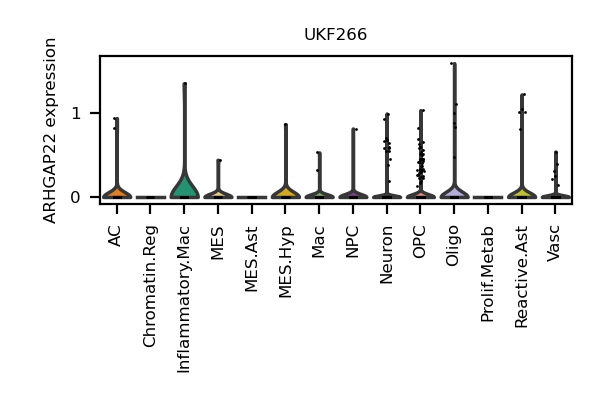 UKF266
ARHGAP22 expression
1
0
AC
Chromatin.Reg
Inflammatory.Mac
MES
MES.Ast
MES.Hyp
Mac
NPC
Neuron
OPC
Oligo
Prolif.Metab
Reactive.Ast
Vasc